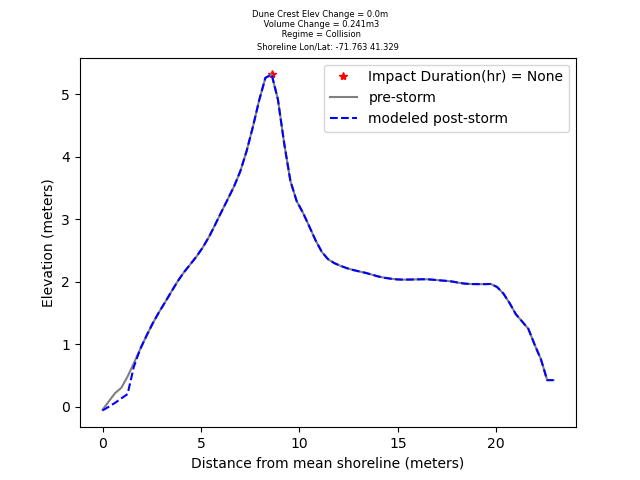 Dune Crest Elev Change = 0.0m
Volume Change = 0.241m3
Regime = Collision
Shoreline Lon/Lat: -71.763 41.329
Impact Duration(hr) = None
pre-storm
modeled post-storm
Elevation (meters)
5
4
3
2
1
0
0 5 10 15 20
Distance from mean shoreline (meters)